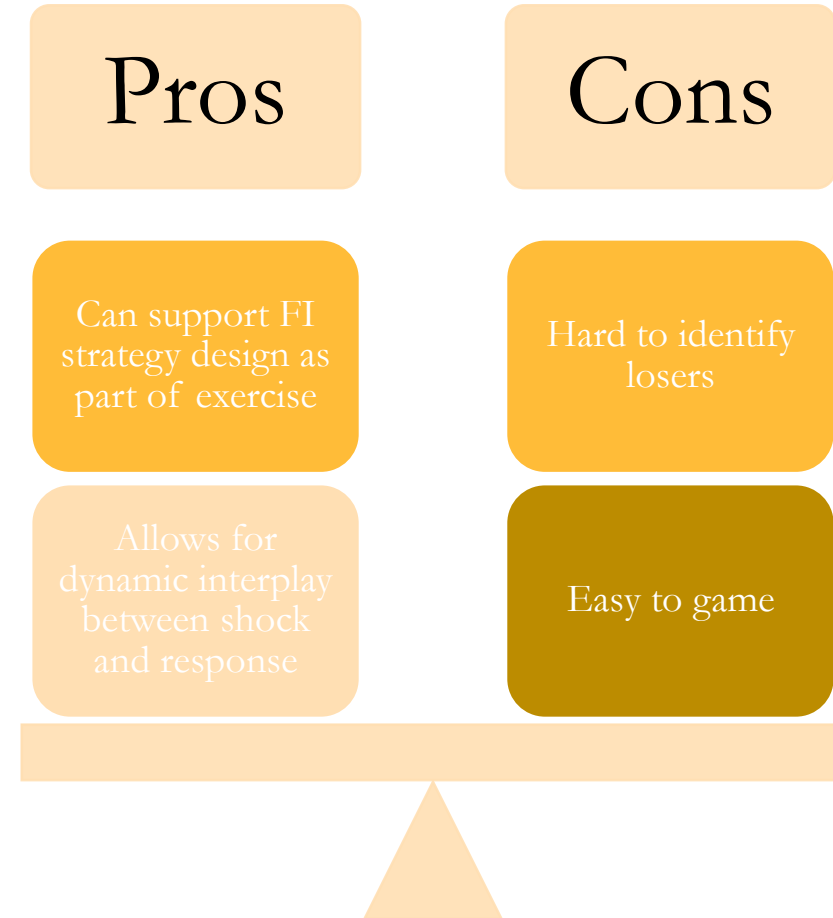 Pros
Can support FI
strategy design as
part of exercise
Allows for
dynamic interplay
between shock
and response
Cons
Hard to identify
losers
Easy to game